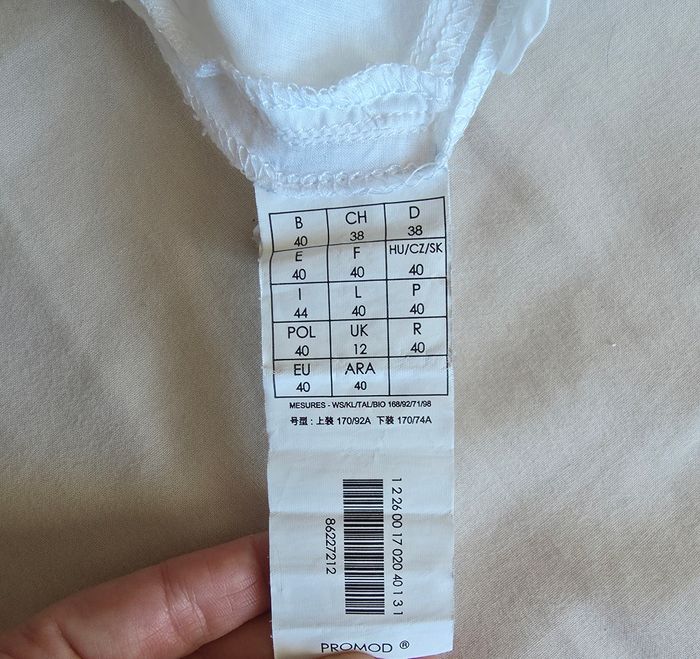 B CH D
40 38 38
E F HU/CZ/SK
40 40 40
I L P
44 40 40
POL UK R
40 12 40
EU ARA
40 40
MESURES - WS/KL/TAL/BIO 168/92/71/98
号型 : 上装 170/92A 下装 170/74A
1 2 26 00 17 020 40 1 3 1
86227212
PROMOD ®